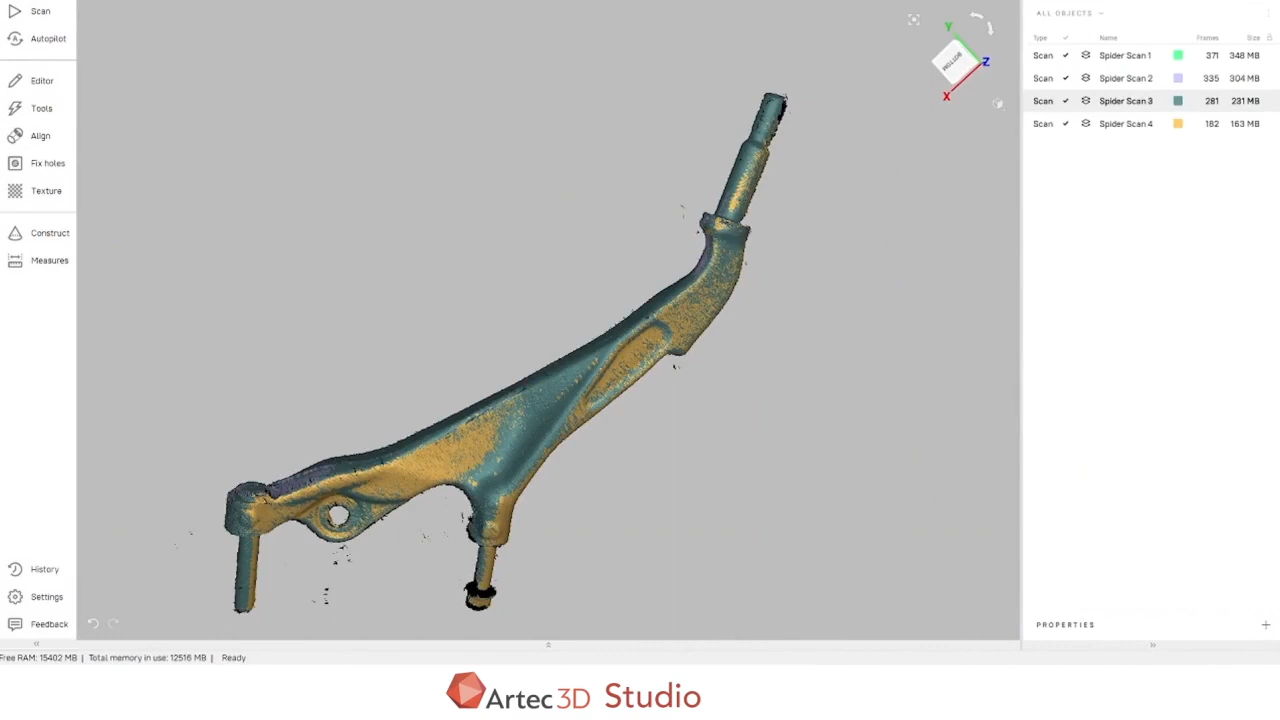 Scan
Autopilot
Editor
Tools
Align
Fix holes
Texture
Construct
Measures
History
Settings
Feedback
Y
Z
X
BOTTOM
ALL OBJECTS
Type Name Frames Size
Scan Spider Scan 1 371 348 MB
Scan Spider Scan 2 335 304 MB
Scan Spider Scan 3 281 231 MB
Scan Spider Scan 4 182 163 MB
PROPERTIES
Free RAM: 15402 MB | Total memory in use: 12516 MB | Ready
Artec 3D Studio